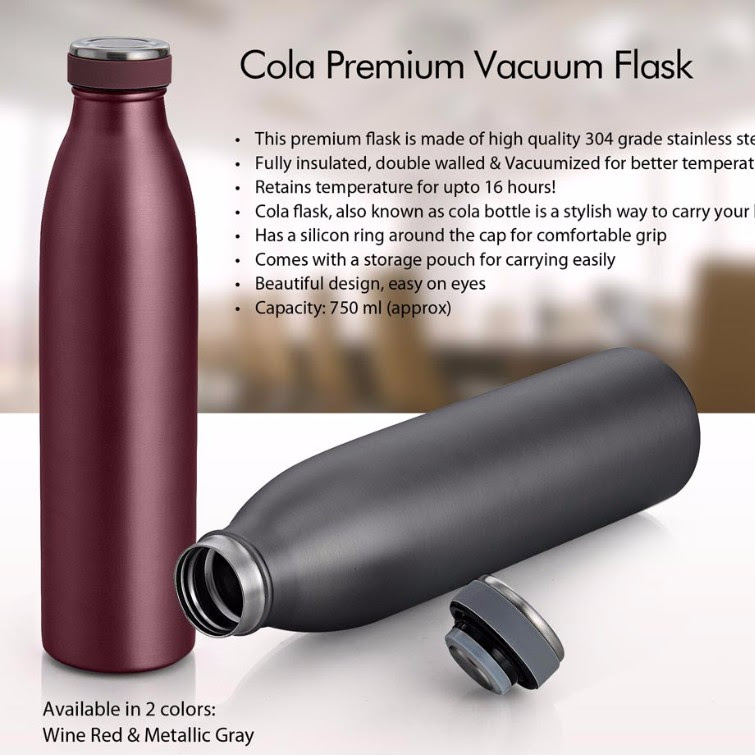 Cola Premium Vacuum Flask
• This premium flask is made of high quality 304 grade stainless
• Fully insulated, double walled & Vacuumized for better
• Retains temperature for upto 16 hours!
• Cola flask, also known as cola bottle is a stylish way to carry your
• Has a silicon ring around the cap for comfortable grip
• Comes with a storage pouch for carrying easily
• Beautiful design, easy on eyes
• Capacity: 750 ml (approx)
Available in 2 colors:
Wine Red & Metallic Gray